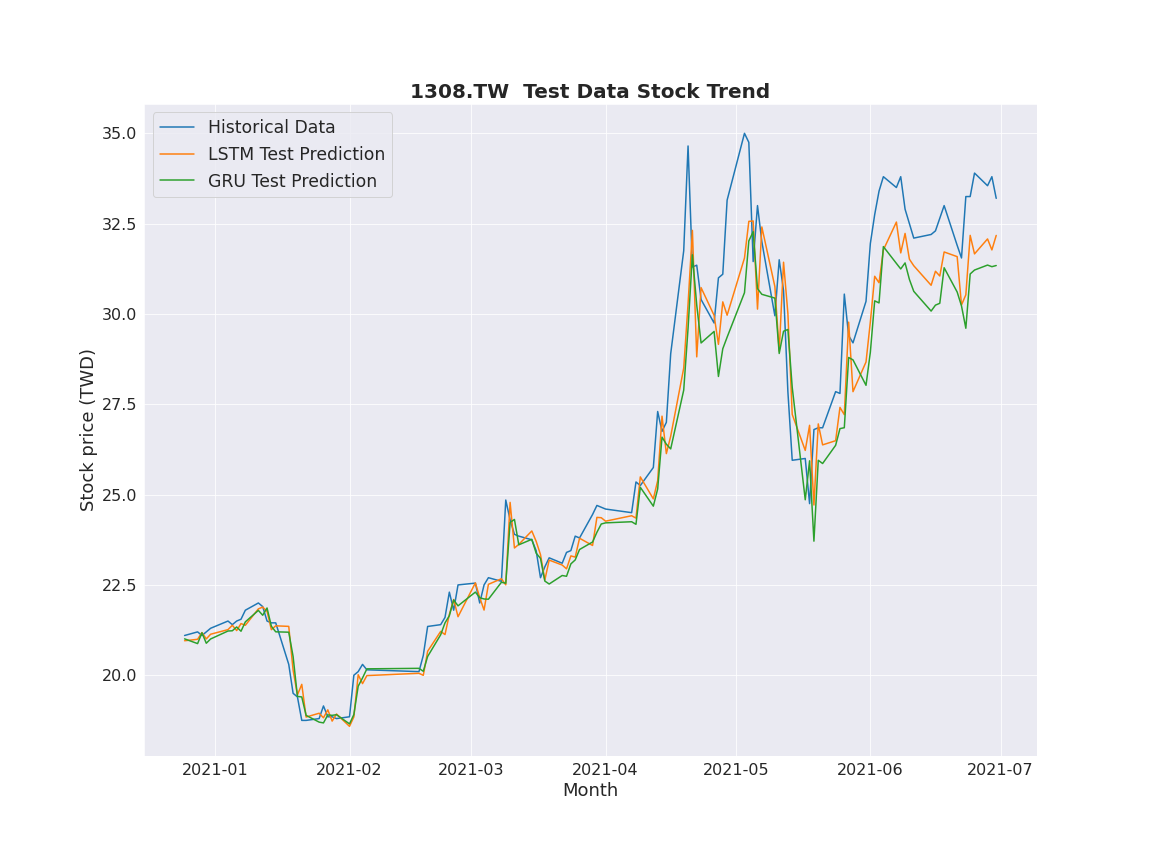 1308.TW  Test Data Stock Trend
Historical Data
LSTM Test Prediction
GRU Test Prediction
35.0
32.5
30.0
27.5
25.0
22.5
20.0
Stock price (TWD)
2021-01
2021-02
2021-03
2021-04
2021-05
2021-06
2021-07
Month